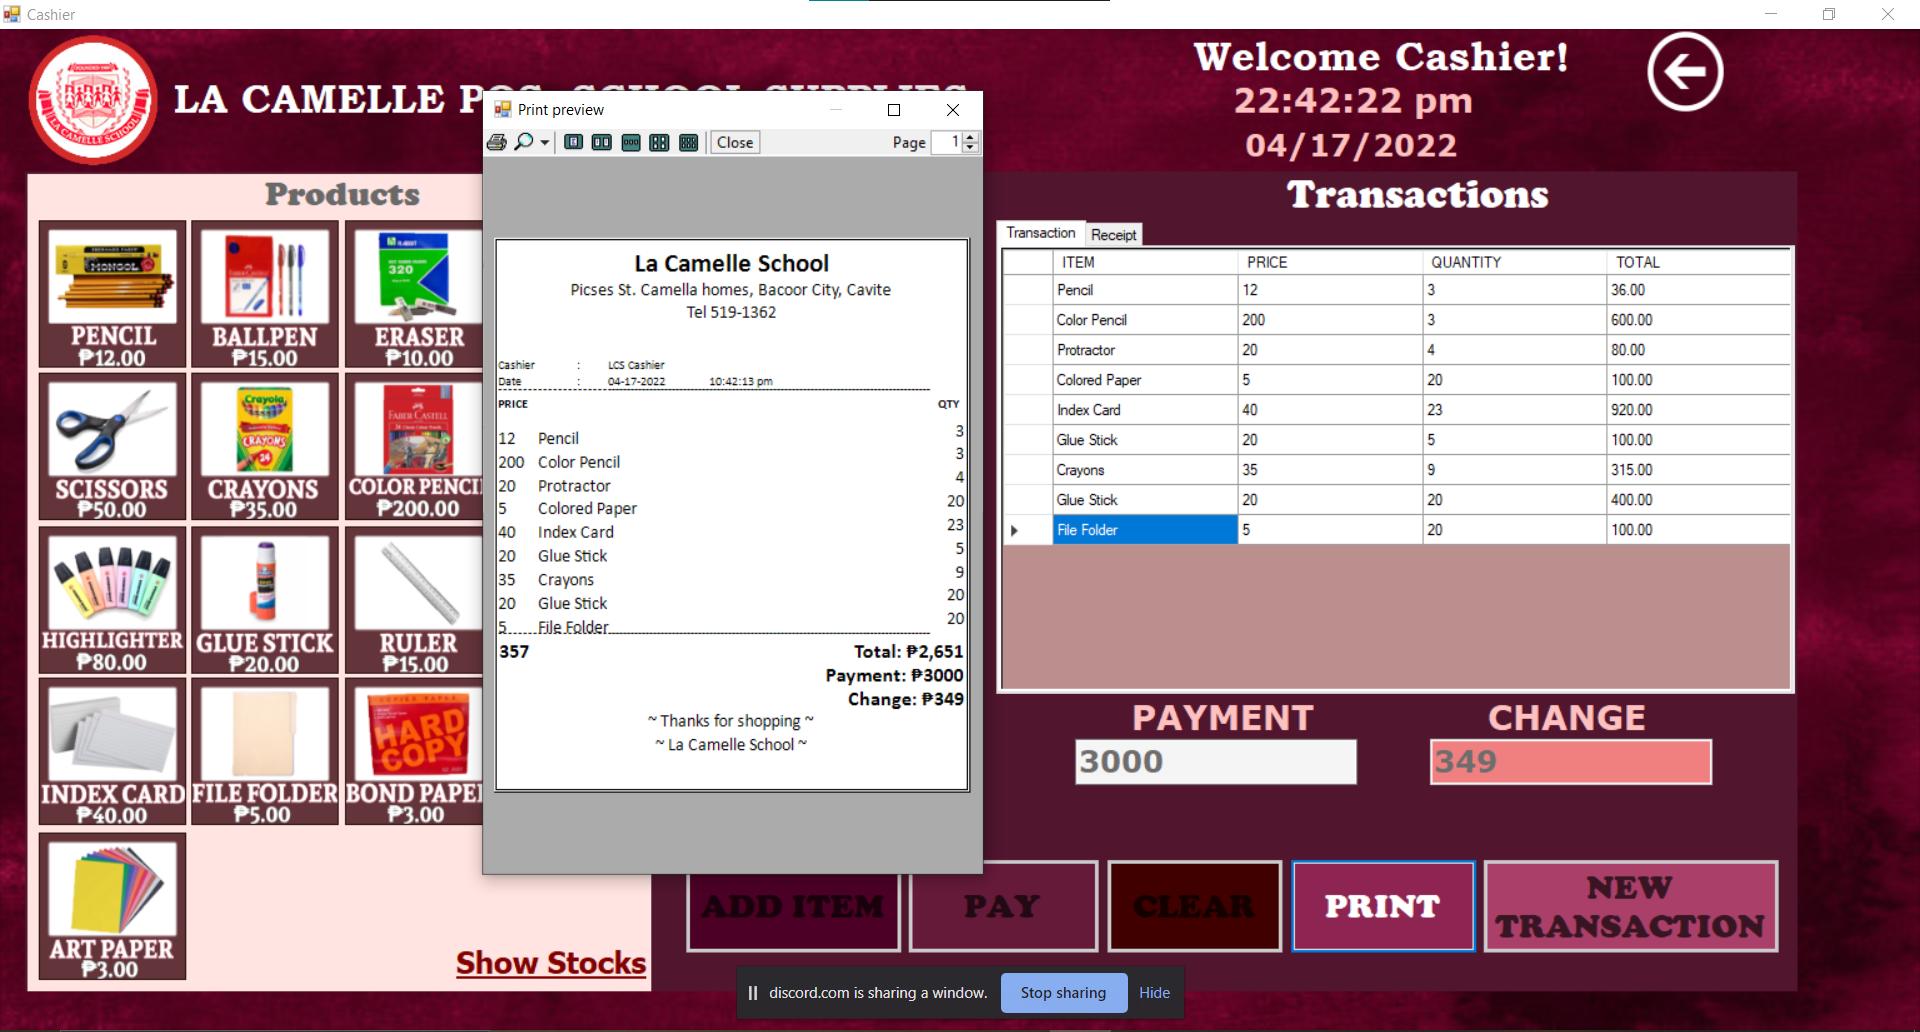 Cashier
LA CAMELLE
Welcome Cashier!
22:42:22 pm
04/17/2022
Products
PENCIL
₱12.00
BALLPEN
₱15.00
ERASER
₱10.00
SCISSORS
₱50.00
CRAYONS
₱35.00
COLOR PENCI
₱200.00
HIGHLIGHTER
₱80.00
GLUE STICK
₱20.00
RULER
₱15.00
INDEX CARD
₱40.00
FILE FOLDER
₱5.00
BOND PAPE
₱3.00
ART PAPER
₱3.00
MONGOL
320
Crayola
CRAYONS
24
FABER CASTELL
HARD
COPY
Show Stocks
Print preview
Close
Page 1
La Camelle School
Picses St. Camella homes, Bacoor City, Cavite
Tel 519-1362
Cashier : LCS Cashier
Date : 04-17-2022 10:42:13 pm
PRICE QTY
12 Pencil 3
200 Color Pencil 3
20 Protractor 4
5 Colored Paper 20
40 Index Card 23
20 Glue Stick 5
35 Crayons 9
20 Glue Stick 20
5 File Folder 20
357 Total: ₱2,651
Payment: ₱3000
Change: ₱349
~ Thanks for shopping ~
~ La Camelle School ~
Transactions
Transaction Receipt
ITEM PRICE QUANTITY TOTAL
Pencil 12 3 36.00
Color Pencil 200 3 600.00
Protractor 20 4 80.00
Colored Paper 5 20 100.00
Index Card 40 23 920.00
Glue Stick 20 5 100.00
Crayons 35 9 315.00
Glue Stick 20 20 400.00
File Folder 5 20 100.00
PAYMENT CHANGE
3000 349
ADD ITEM
PAY
CLEAR
PRINT
NEW
TRANSACTION
discord.com is sharing a window.
Stop sharing
Hide